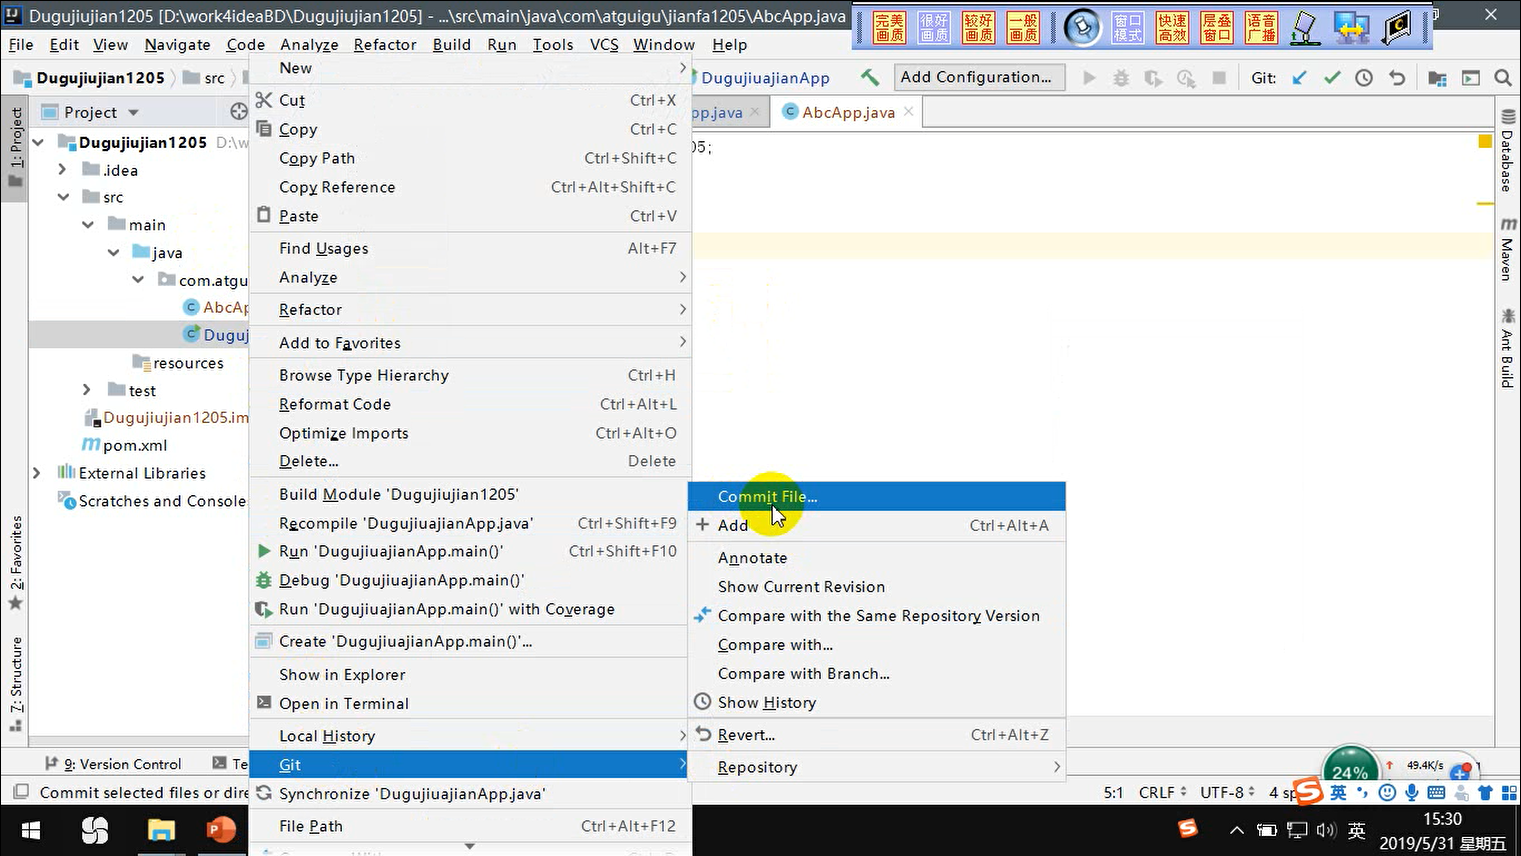 Dugujiujian1205 [D:\work4ideaBD\Dugujiujian1205] - ...\src\main\java\com\atguigu\jianfa1205\AbcApp.java
完美画质 很好画质 较好画质 一般画质 窗口模式 快速高效 层叠窗口 语音广播
File Edit View Navigate Code Analyze Refactor Build Run Tools VCS Window Help
Dugujiujian1205 src DugujiuajianApp Add Configuration... Git:
Project
pp.java AbcApp.java
1: Project
Dugujiujian1205 D:\w
05;
.idea
src
main
java
com.atgu
AbcAp
Duguj
resources
test
Dugujiujian1205.im
pom.xml
External Libraries
Scratches and Console
2: Favorites
7: Structure
New
Cut Ctrl+X
Copy Ctrl+C
Copy Path Ctrl+Shift+C
Copy Reference Ctrl+Alt+Shift+C
Paste Ctrl+V
Find Usages Alt+F7
Analyze
Refactor
Add to Favorites
Browse Type Hierarchy Ctrl+H
Reformat Code Ctrl+Alt+L
Optimize Imports Ctrl+Alt+O
Delete... Delete
Build Module 'Dugujiujian1205'
Recompile 'DugujiuajianApp.java' Ctrl+Shift+F9
Run 'DugujiuajianApp.main()' Ctrl+Shift+F10
Debug 'DugujiuajianApp.main()'
Run 'DugujiuajianApp.main()' with Coverage
Create 'DugujiuajianApp.main()'...
Show in Explorer
Open in Terminal
Local History
Git
Synchronize 'DugujiuajianApp.java'
File Path Ctrl+Alt+F12
Commit File...
Add Ctrl+Alt+A
Annotate
Show Current Revision
Compare with the Same Repository Version
Compare with...
Compare with Branch...
Show History
Revert... Ctrl+Alt+Z
Repository
Database
Maven
Ant Build
9: Version Control Te
24% 49.4K/s
Commit selected files or dire
5:1 CRLF UTF-8 4 sp
英
英
15:30
2019/5/31 星期五